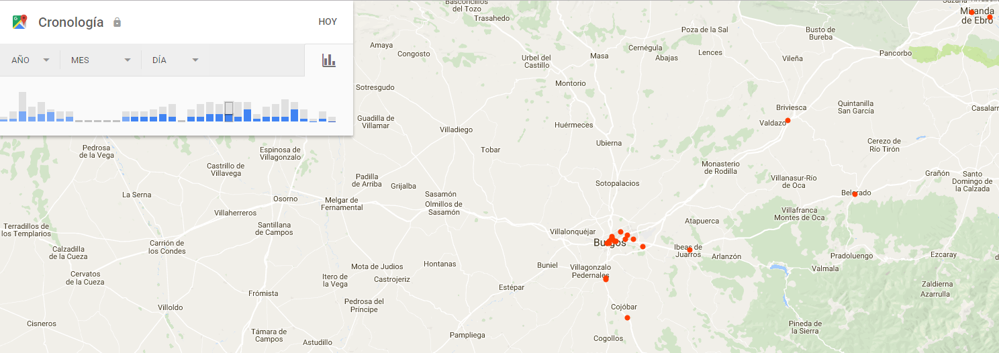 Cronología
HOY
AÑO
MES
DÍA
Basconcillos
del Tozo
Trasahedo
Amaya
Congosto
Urbel del
Castillo
Masa
Cernégula
Abajas
Poza de la Sal
Lences
Busto de
Bureba
Vileña
Pancorbo
Miranda
de Ebro
Sotresgudo
Montorio
Briviesca
Quintanilla
San García
Guadilla de
Villamar
Villadiego
Huérmeces
Valdazo
Pedrosa
de la Vega
Espinosa de
Villagonzalo
Tobar
Ubierna
Cerezo de
Río Tirón
Castrillo de
Villavega
Monasterio
de Rodilla
Padilla
de Arriba
Grijalba
Sotopalacios
Villanasur-Río
de Oca
Grañón
Santo
Domingo de
la Calzada
La Serna
Osorno
Melgar de
Fernamental
Sasamón
Olmillos de
Sasamón
Belorado
Villaherreros
Villafranca
Montes de Oca
Terradillos de
los Templarios
Santillana
de Campos
Villalonquéjar
Atapuerca
Carrión de
los Condes
Burgos
Calzadilla
de la Cueza
Ibeas de
Juarros
Arlanzón
Pradoluengo
Ezcaray
Mota de Judios
Hontanas
Buniel
Villagonzalo
Pedernales
Valmala
Cervatos
de la Cueza
Itero de
la Vega
Castrojeriz
Estépar
Zaldierna
Azarrulla
Frómista
Villoldo
Pedrosa del
Príncipe
Cojóbar
Cisneros
Támara de
Campos
Astudillo
Pampliega
Cogollos
Pineda de
la Sierra